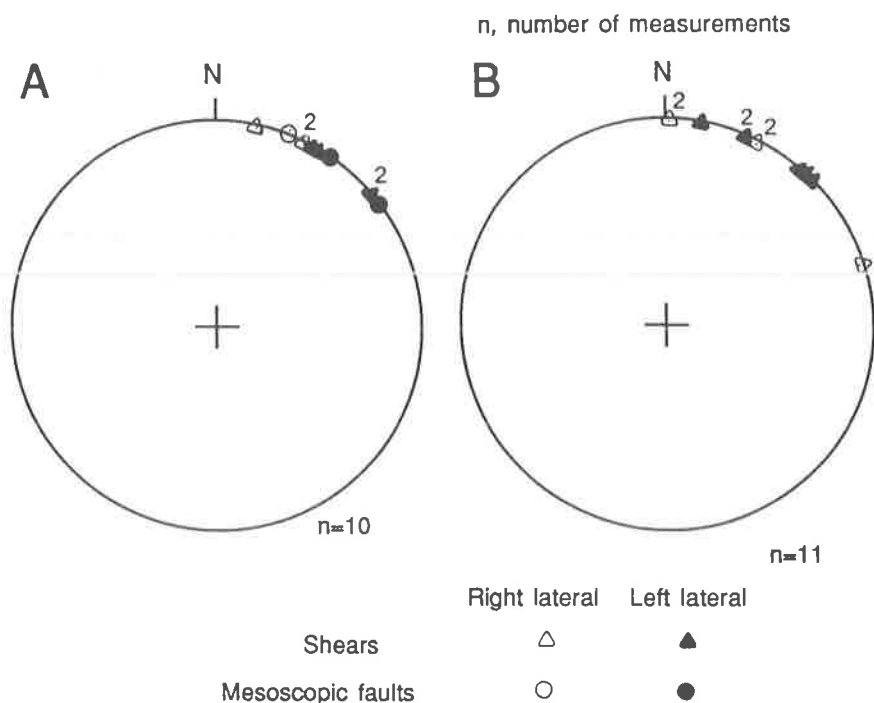 n, number of measurements
A
N
2
2
n=10
B
N
2
2
2
n=11
Right lateral Left lateral
Shears
Mesoscopic faults